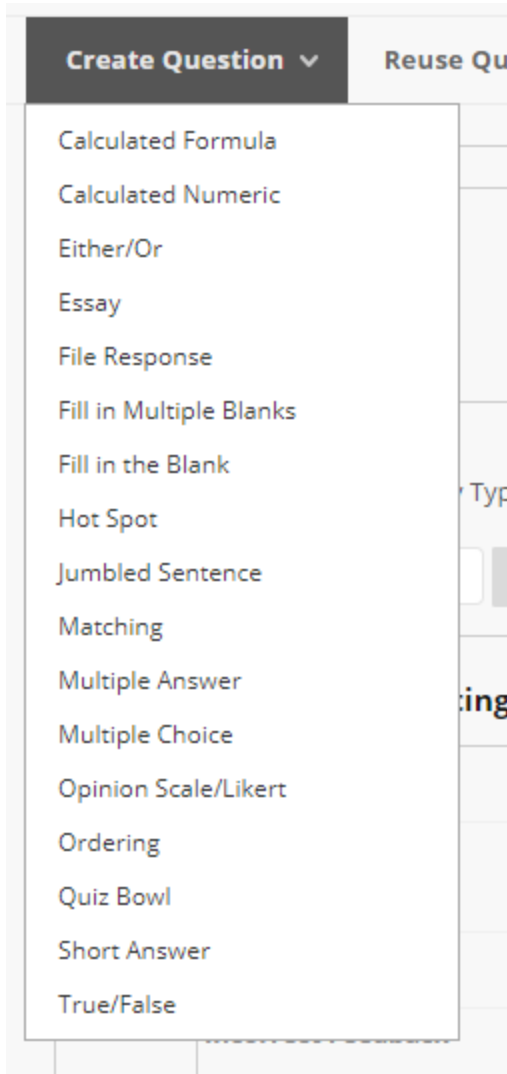 Create Question Reuse Qu
Calculated Formula
Calculated Numeric
Either/Or
Essay
File Response
Fill in Multiple Blanks
Fill in the Blank
Typ
Hot Spot
Jumbled Sentence
Matching
Multiple Answer
ting
Multiple Choice
Opinion Scale/Likert
Ordering
Quiz Bowl
Short Answer
True/False